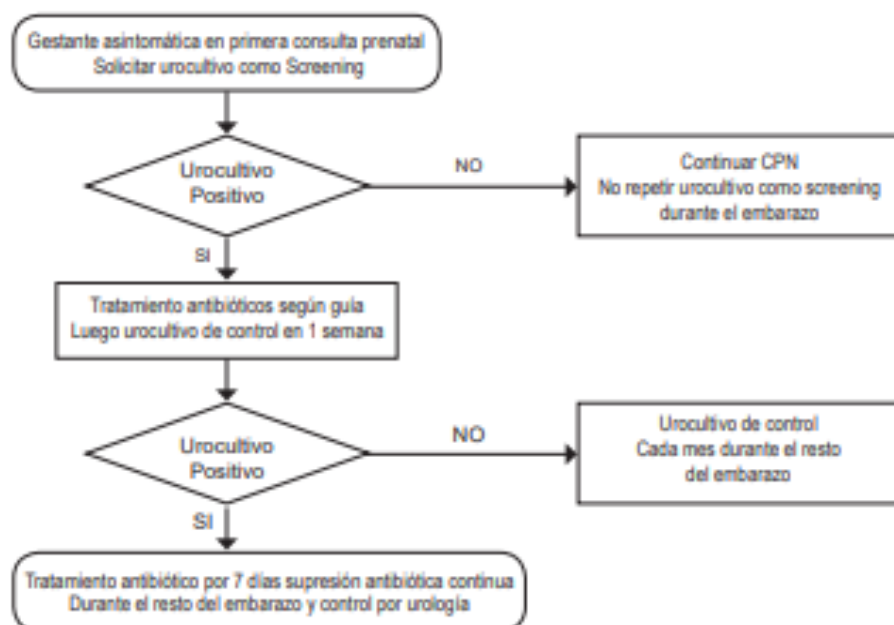 Gestante asintomática en primera consulta prenatal
Solicitar urocultivo como Screening
Urocultivo
Positivo
NO
Continuar CPN
No repetir urocultivo como screening
durante el embarazo
SI
Tratamiento antibióticos según guía
Luego urocultivo de control en 1 semana
Urocultivo
Positivo
NO
Urocultivo de control
Cada mes durante el resto
del embarazo
SI
Tratamiento antibiótico por 7 días supresión antibiótica continua
Durante el resto del embarazo y control por urología